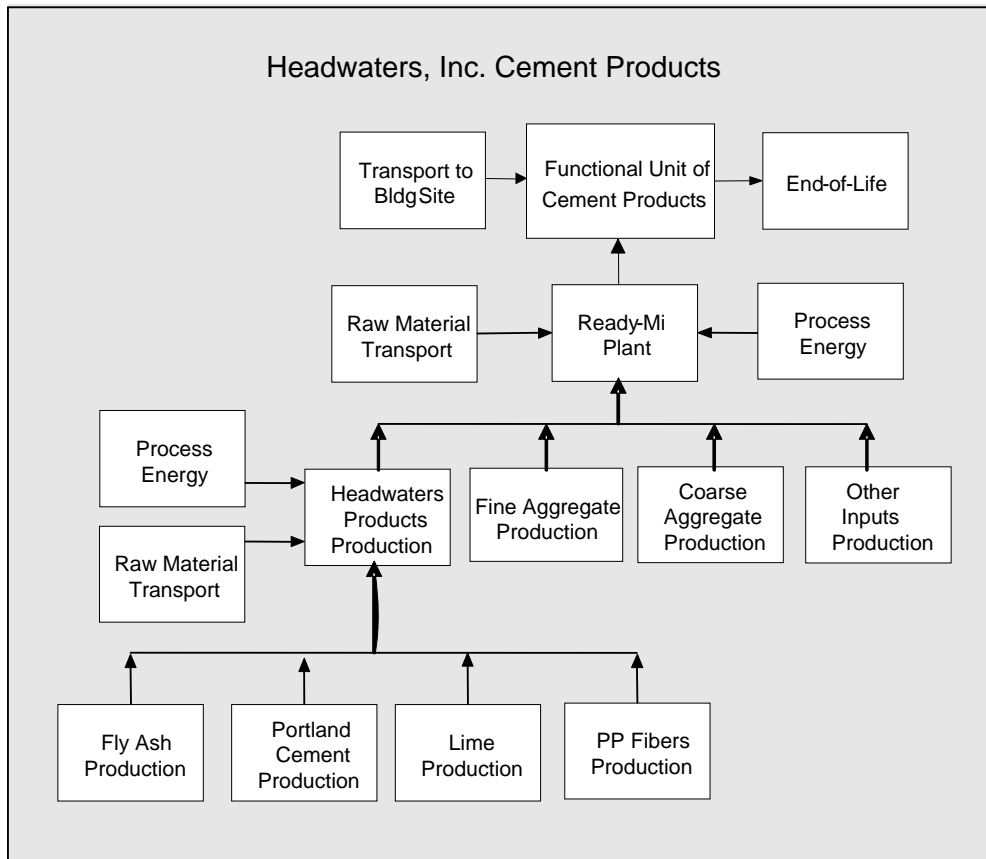 Headwaters, Inc. Cement Products
Transport to
BldgSite
Functional Unit of
Cement Products
End-of-Life
Raw Material
Transport
Ready-Mi
Plant
Process
Energy
Process
Energy
Raw Material
Transport
Headwaters
Products
Production
Fine Aggregate
Production
Coarse
Aggregate
Production
Other
Inputs
Production
Fly Ash
Production
Portland
Cement
Production
Lime
Production
PP Fibers
Production